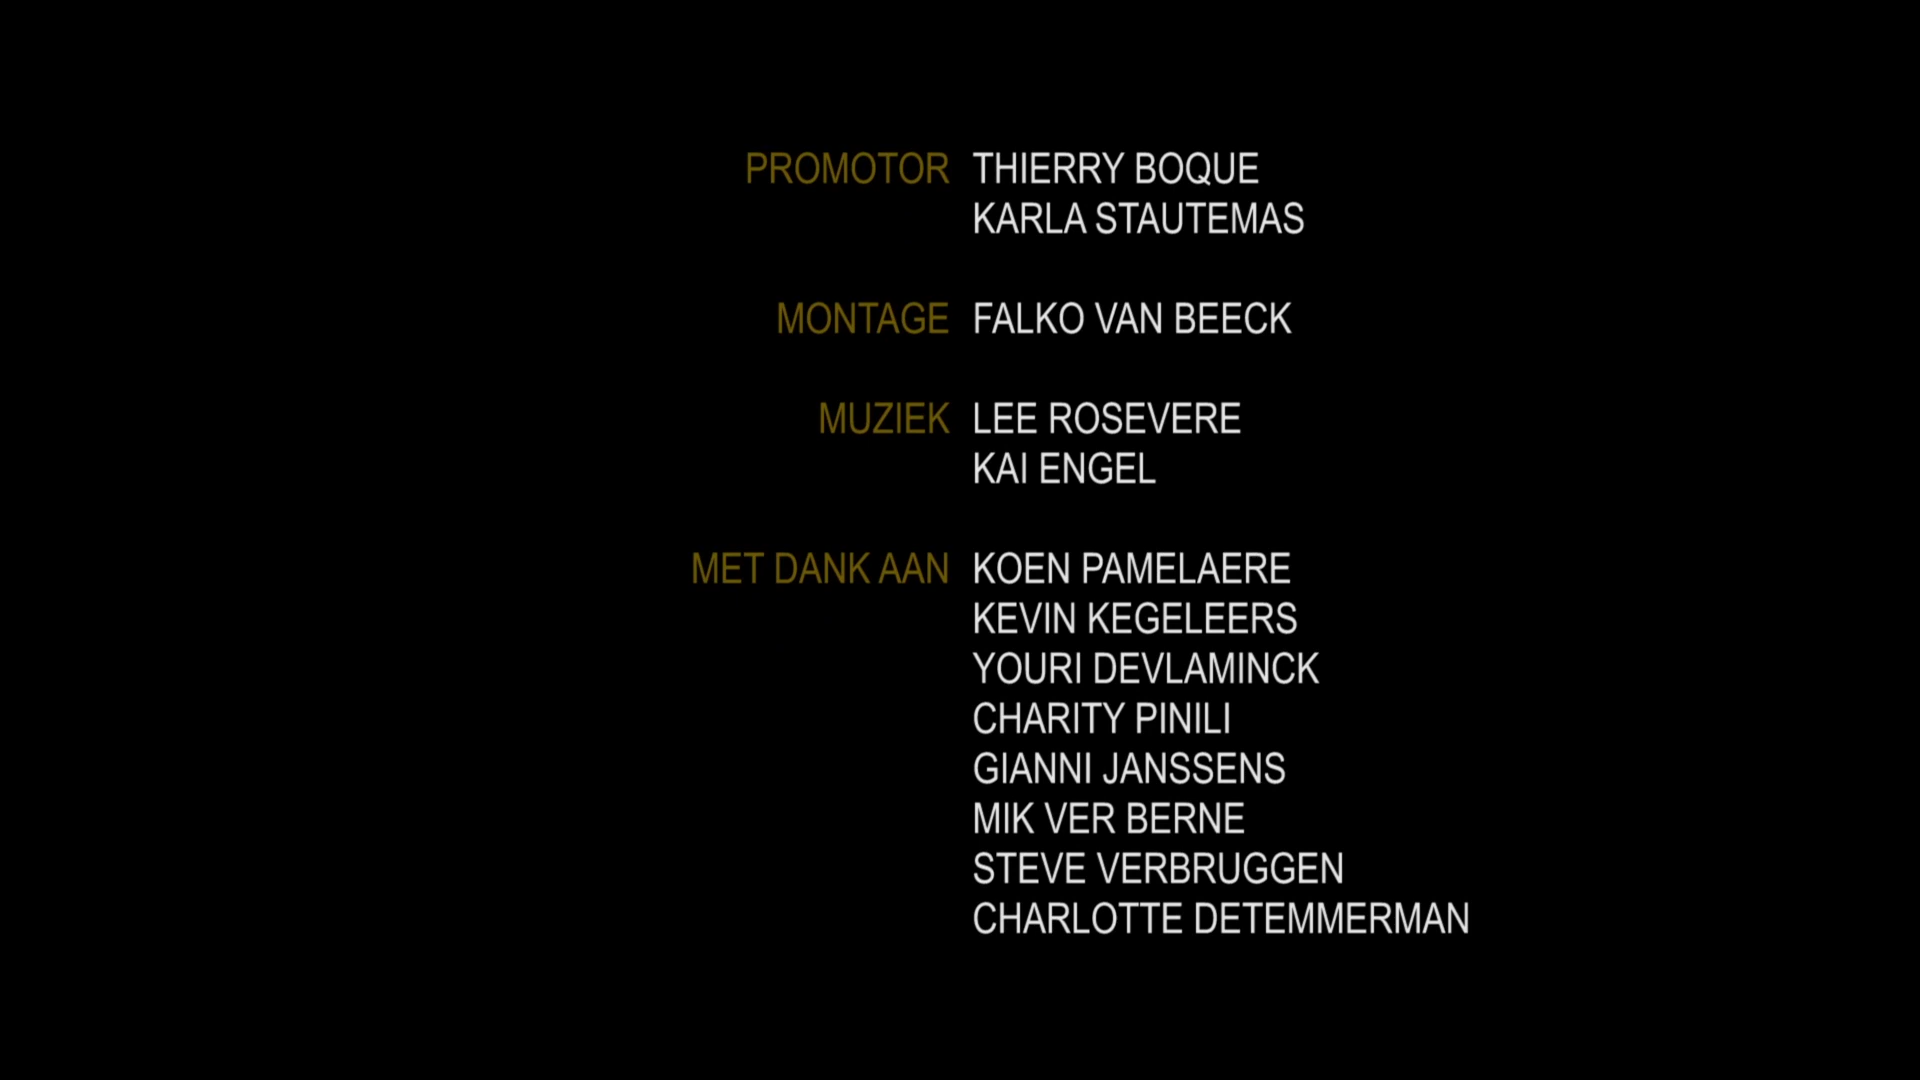 PROMOTOR THIERRY BOQUE
KARLA STAUTEMAS
MONTAGE FALKO VAN BEECK
MUZIEK LEE ROSEVERE
KAI ENGEL
MET DANK AAN KOEN PAMELAERE
KEVIN KEGELEERS
YOURI DEVLAMINCK
CHARITY PINILI
GIANNI JANSSENS
MIK VER BERNE
STEVE VERBRUGGEN
CHARLOTTE DETEMMERMAN